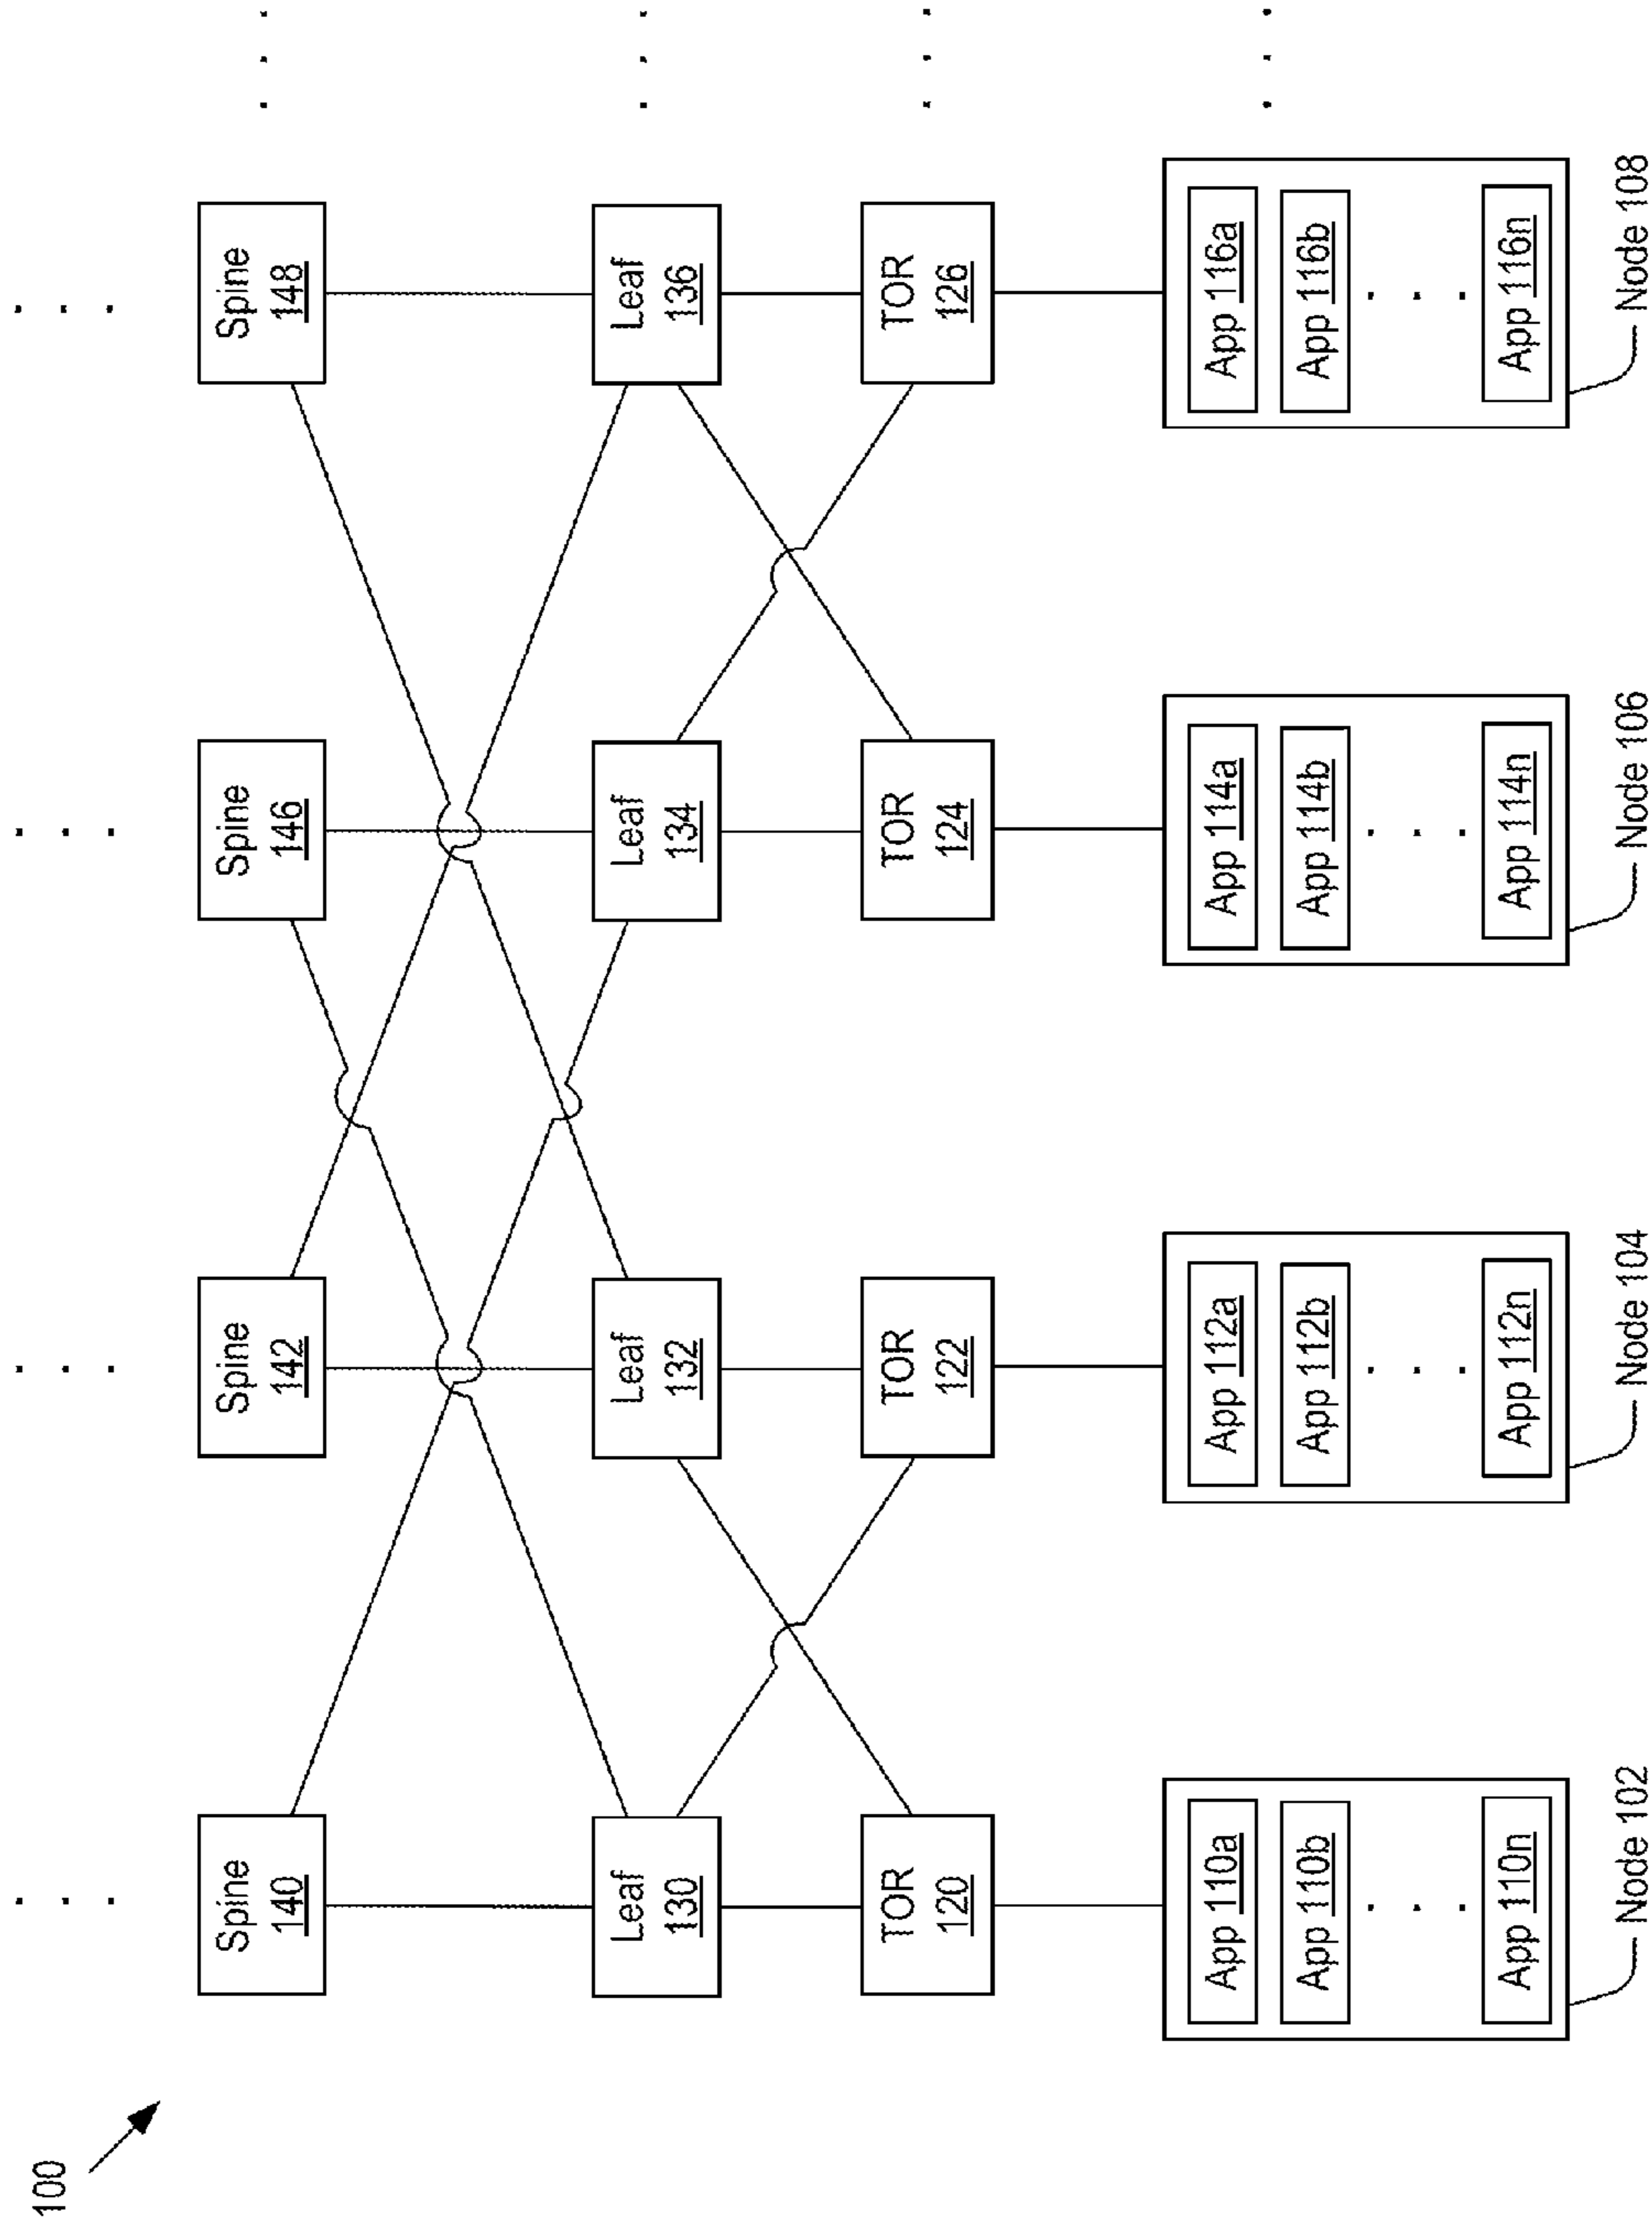 100
. . .
. . .
. . .
. . .
Spine
140
Spine
142
Spine
146
Spine
148
. . .
Leaf
130
Leaf
132
Leaf
134
Leaf
136
. . .
TOR
120
TOR
122
TOR
124
TOR
126
. . .
App 110a
App 110b
. . .
App 110n
Node 102
App 112a
App 112b
. . .
App 112n
Node 104
App 114a
App 114b
. . .
App 114n
Node 106
App 116a
App 116b
. . .
App 116n
Node 108
. . .